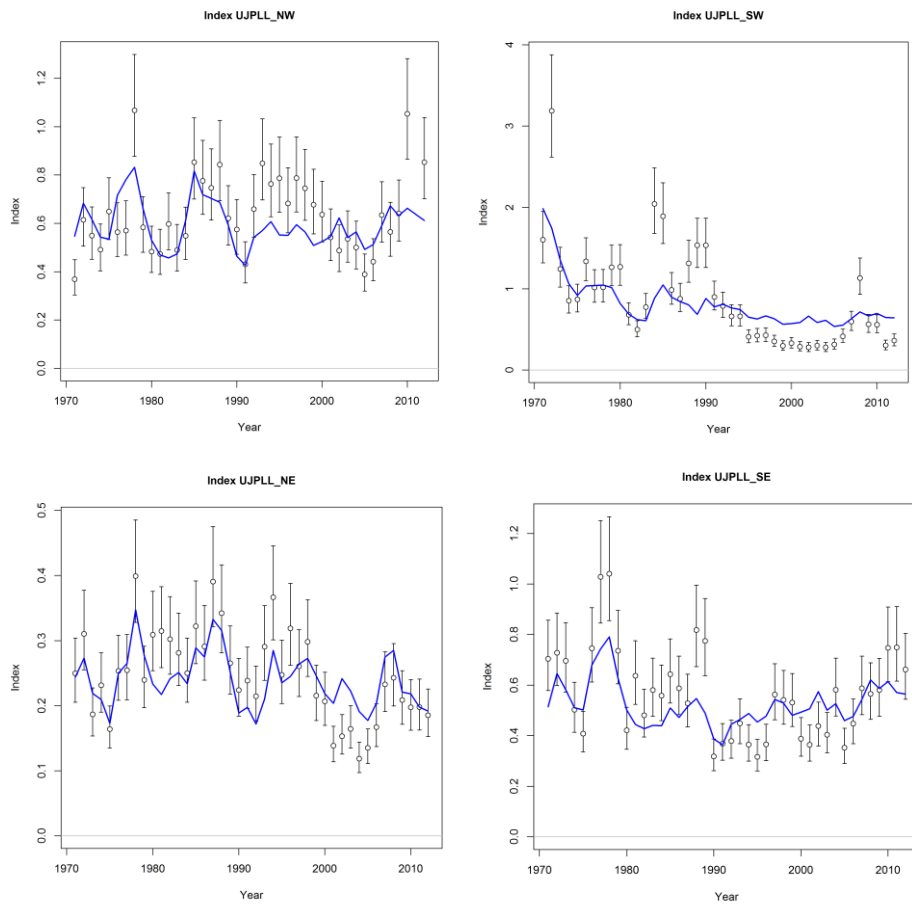 Index UJPLL_NW
Index
0.0 0.2 0.4 0.6 0.8 1.0 1.2
1970 1980 1990 2000 2010
Year
Index UJPLL_SW
Index
0 1 2 3 4
1970 1980 1990 2000 2010
Year
Index UJPLL_NE
Index
0.0 0.1 0.2 0.3 0.4 0.5
1970 1980 1990 2000 2010
Year
Index UJPLL_SE
Index
0.0 0.2 0.4 0.6 0.8 1.0 1.2
1970 1980 1990 2000 2010
Year